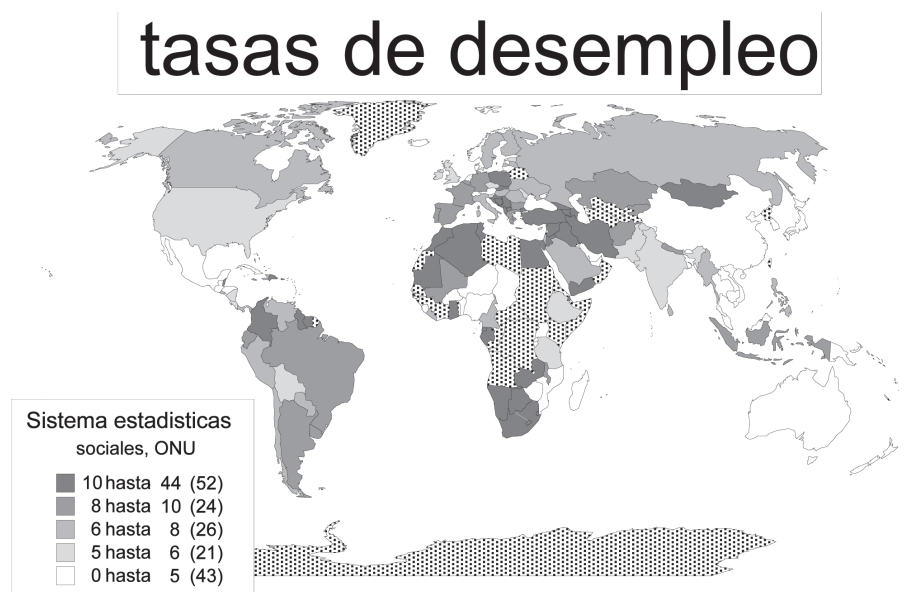 tasas de desempleo
Sistema estadisticas
sociales, ONU
10 hasta 44 (52)
8 hasta 10 (24)
6 hasta 8 (26)
5 hasta 6 (21)
0 hasta 5 (43)